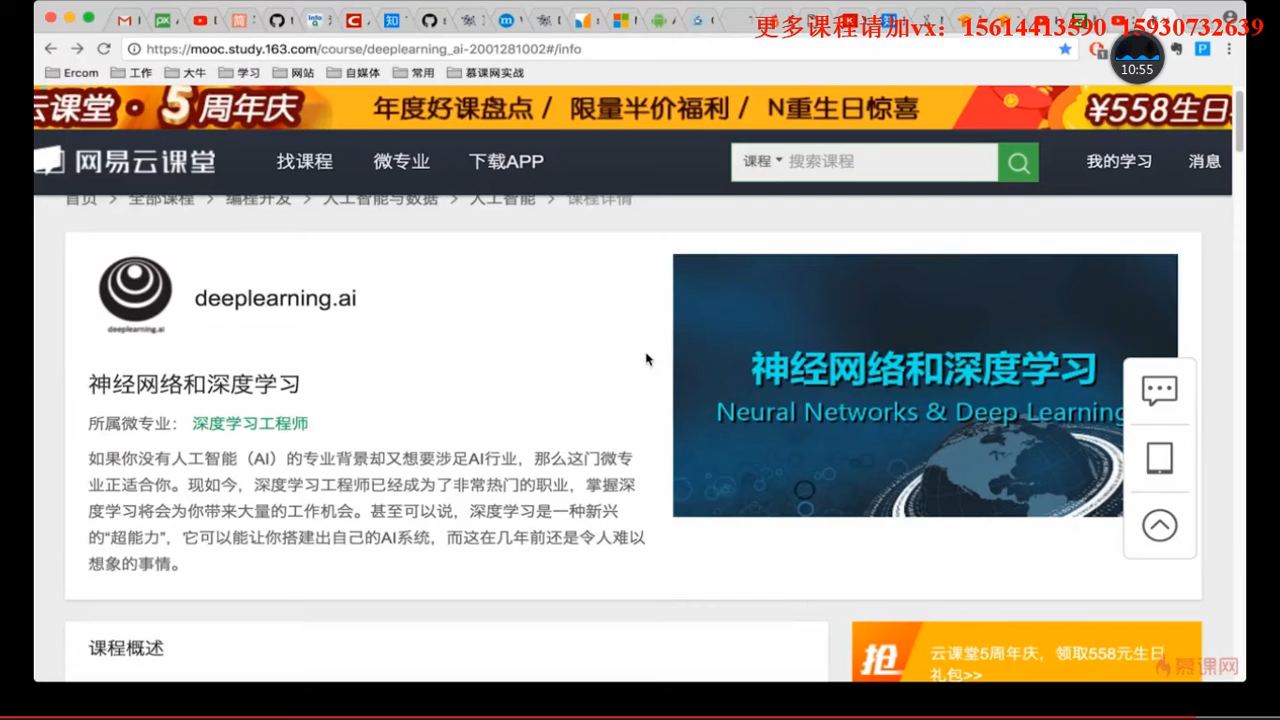 更多课程请加vx：15614413590 15930732639
https://mooc.study.163.com/course/deeplearning_ai-2001281002#/info
10:55
Ercom 工作 大牛 学习 网站 自媒体 常用 慕课网实战
云课堂·5周年庆 年度好课盘点 / 限量半价福利 / N重生日惊喜 ¥558生日
网易云课堂 找课程 微专业 下载APP 课程 搜索课程 我的学习 消息
首页 > 全部课程 > 编程开发 > 人工智能与数据 > 人工智能 > 课程详情
deeplearning.ai
deeplearning.ai
神经网络和深度学习
所属微专业： 深度学习工程师
如果你没有人工智能（AI）的专业背景却又想要涉足AI行业，那么这门微专
业正适合你。现如今，深度学习工程师已经成为了非常热门的职业，掌握深
度学习将会为你带来大量的工作机会。甚至可以说，深度学习是一种新兴
的“超能力”，它可以能让你搭建出自己的AI系统，而这在几年前还是令人难以
想象的事情。
神经网络和深度学习
Neural Networks & Deep Learning
课程概述
抢
云课堂5周年庆，领取558元生日
礼包>>
慕课网